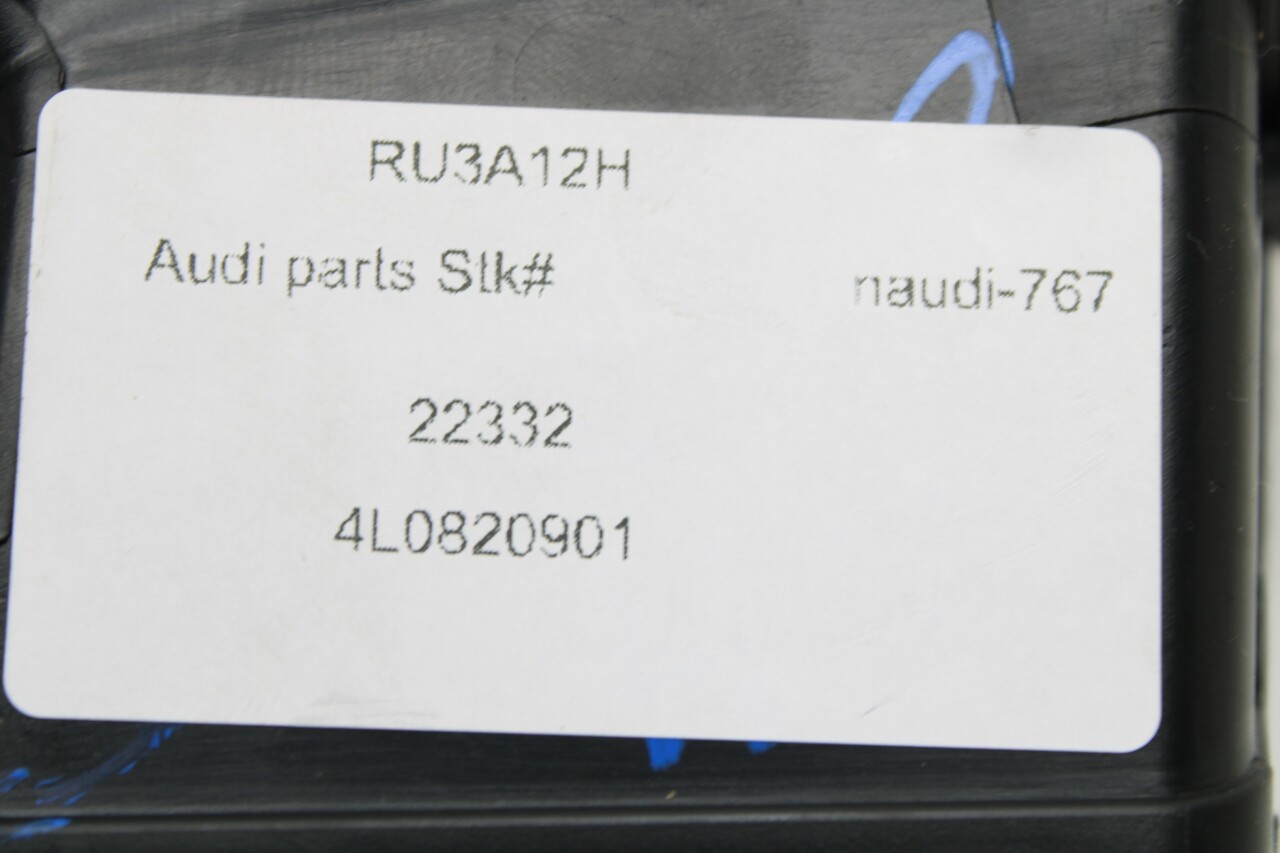 RU3A12H
Audi parts Stk# naudi-767
22332
4L0820901